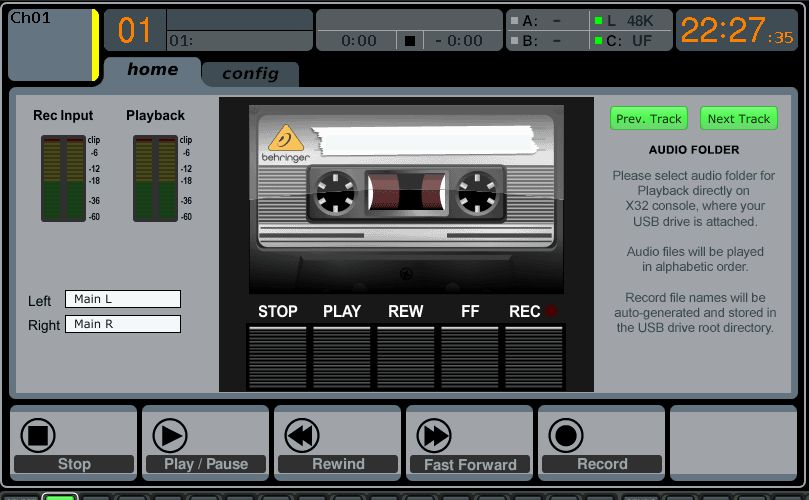 Ch01
01
01:
0:00
- 0:00
A: -
L 48K
B: -
C: UF
22:27:35
home
config
Rec Input
Playback
clip
-6
-12
-18
-36
-60
clip
-6
-12
-18
-36
-60
Left
Main L
Right
Main R
behringer
STOP
PLAY
REW
FF
REC
Prev. Track
Next Track
AUDIO FOLDER
Please select audio folder for
Playback directly on
X32 console, where your
USB drive is attached.
Audio files will be played
in alphabetic order.
Record file names will be
auto-generated and stored in
the USB drive root directory.
Stop
Play / Pause
Rewind
Fast Forward
Record